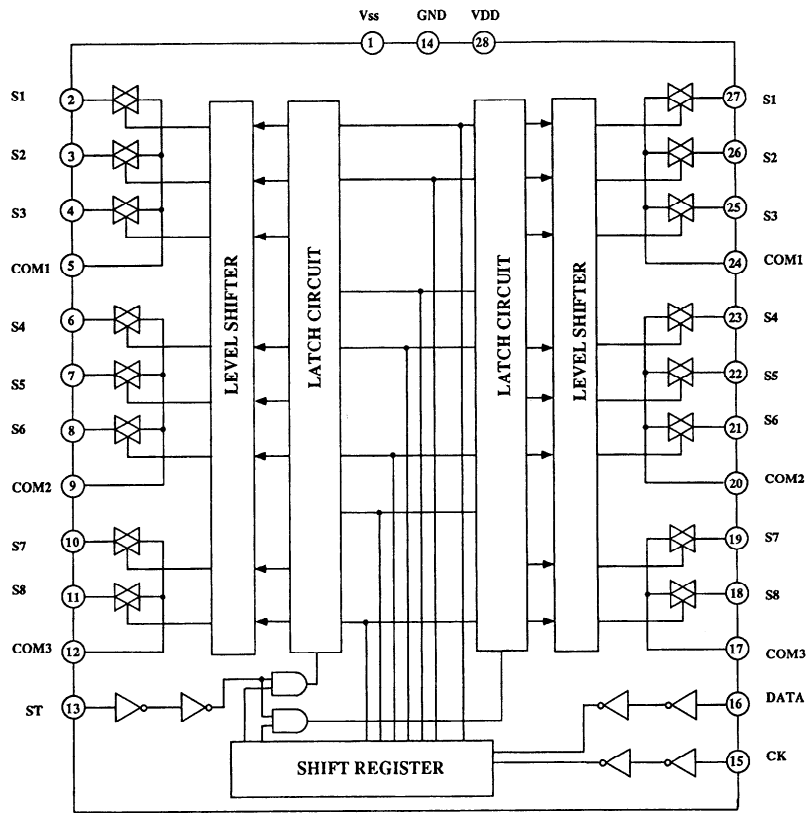 Vss GND VDD
1 14 28
S1 2 27 S1
S2 3 26 S2
S3 4 25 S3
COM1 5 24 COM1
S4 6 23 S4
S5 7 22 S5
S6 8 21 S6
COM2 9 20 COM2
S7 10 19 S7
S8 11 18 S8
COM3 12 17 COM3
LEVEL SHIFTER
LATCH CIRCUIT
LATCH CIRCUIT
LEVEL SHIFTER
ST 13 16 DATA
15 CK
SHIFT REGISTER